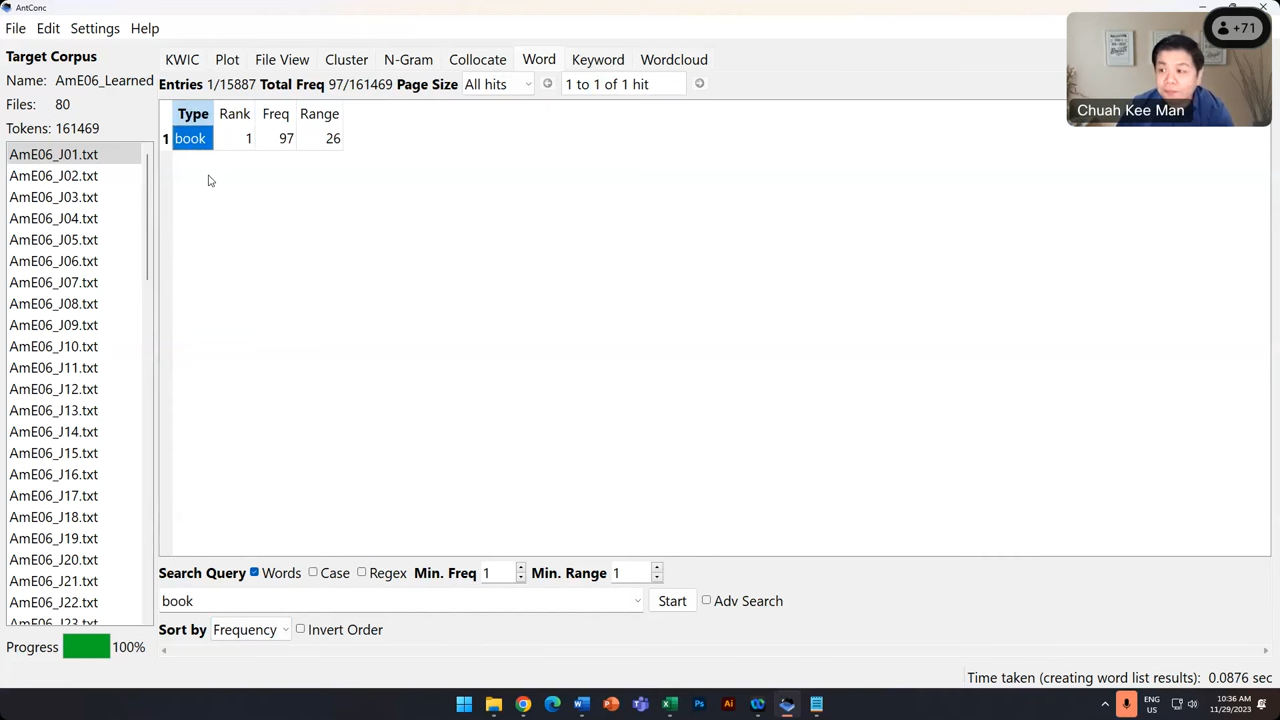 AntConc
File Edit Settings Help
+71
Target Corpus
Name: AmE06_Learned
Files: 80
Tokens: 161469
AmE06_J01.txt
AmE06_J02.txt
AmE06_J03.txt
AmE06_J04.txt
AmE06_J05.txt
AmE06_J06.txt
AmE06_J07.txt
AmE06_J08.txt
AmE06_J09.txt
AmE06_J10.txt
AmE06_J11.txt
AmE06_J12.txt
AmE06_J13.txt
AmE06_J14.txt
AmE06_J15.txt
AmE06_J16.txt
AmE06_J17.txt
AmE06_J18.txt
AmE06_J19.txt
AmE06_J20.txt
AmE06_J21.txt
AmE06_J22.txt
AmE06_J23.txt
Progress 100%
KWIC Plot File View Cluster N-Gram Collocate Word Keyword Wordcloud
Entries 1/15887 Total Freq 97/161469 Page Size All hits 1 to 1 of 1 hit
Type Rank Freq Range
1 book 1 97 26
Chuah Kee Man
Search Query Words Case Regex Min. Freq 1 Min. Range 1
book Start Adv Search
Sort by Frequency Invert Order
Time taken (creating word list results): 0.0876 sec
ENG
US
10:36 AM
11/29/2023